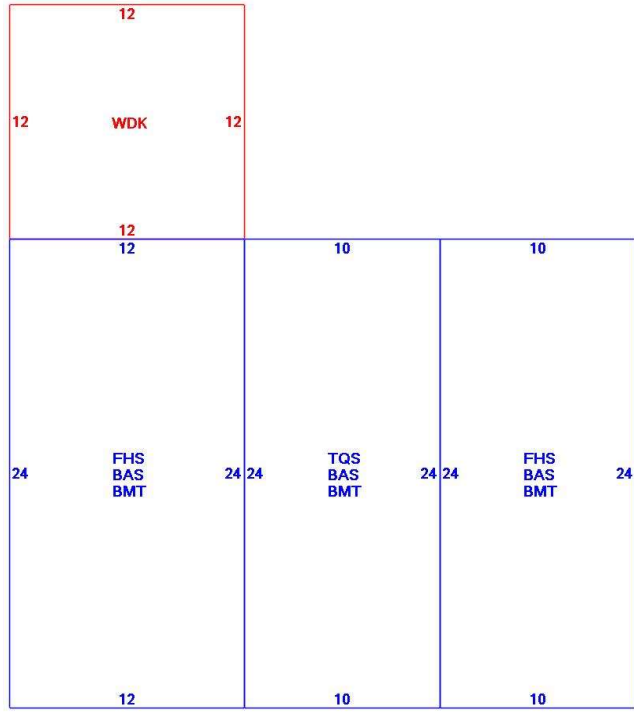 12
12 WDK 12
12
12 10 10
FHS TQS FHS
24 BAS 24 24 BAS 24 24 BAS 24
BMT BMT BMT
12 10 10